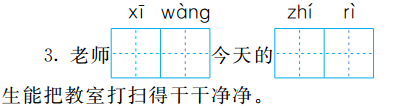 xī wàng zhí rì
3. 老师 今天的
生能把教室打扫得干干净净。